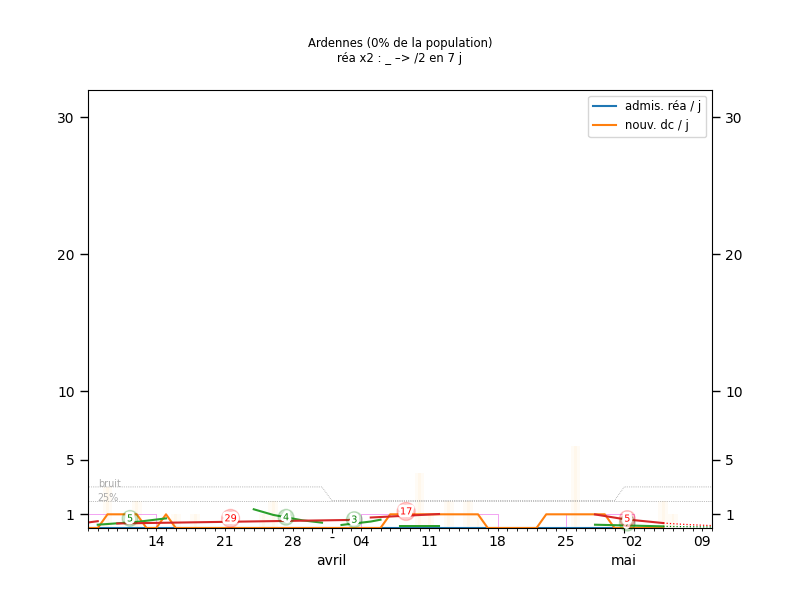 Ardennes (0% de la population)
réa x2 : _ –> /2 en 7 j
admis. réa / j
nouv. dc / j
30 30
20 20
10 10
5 5
bruit
25%
1 1
5 29 4 3 17 5
14 21 28 - 04 11 18 25 - 02 09
avril mai